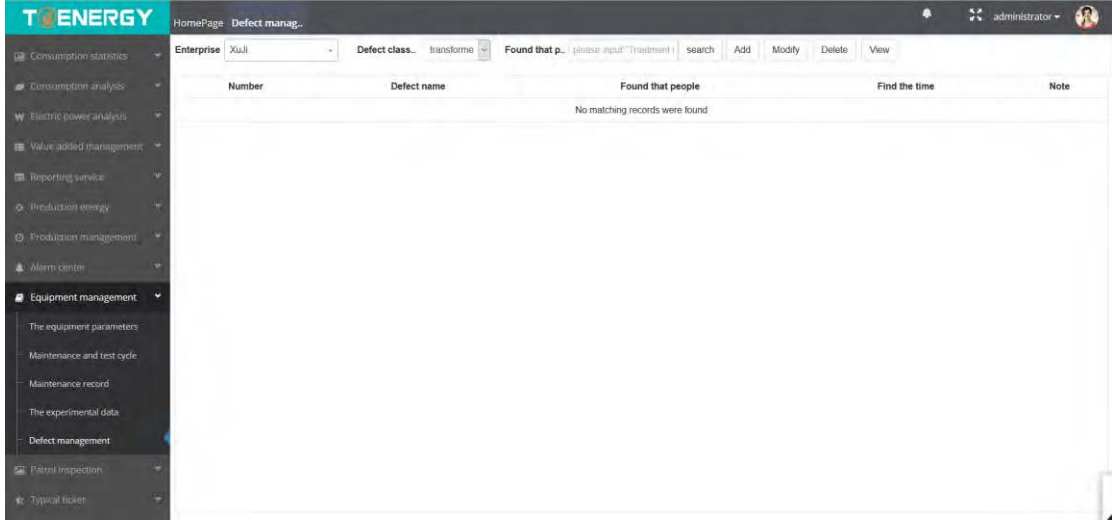 TOENERGY
HomePage Defect manag..
administrator
Enterprise XuJi Defect class.. transforme Found that p.. please input "Treatment search Add Modify Delete View
Number Defect name Found that people Find the time Note
No matching records were found
Consumption statistics
Consumption analysis
Electric power analysis
Value added management
Reporting service
Production energy
Production management
Alarm center
Equipment management
The equipment parameters
Maintenance and test cycle
Maintenance record
The experimental data
Defect management
Patrol inspection
Typical ticket